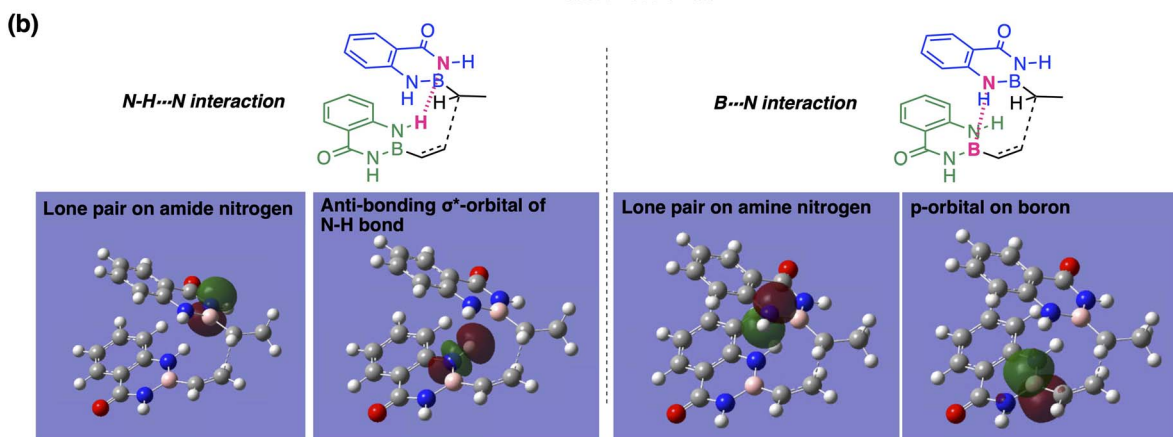 (b)
O
N-H
N B
H H
N-H···N interaction
H
N
B
O N
H
O
N-H
N B
H H
B···N interaction
N H
B
O N
H
Lone pair on amide nitrogen
Anti-bonding σ*-orbital of
N-H bond
Lone pair on amine nitrogen
p-orbital on boron